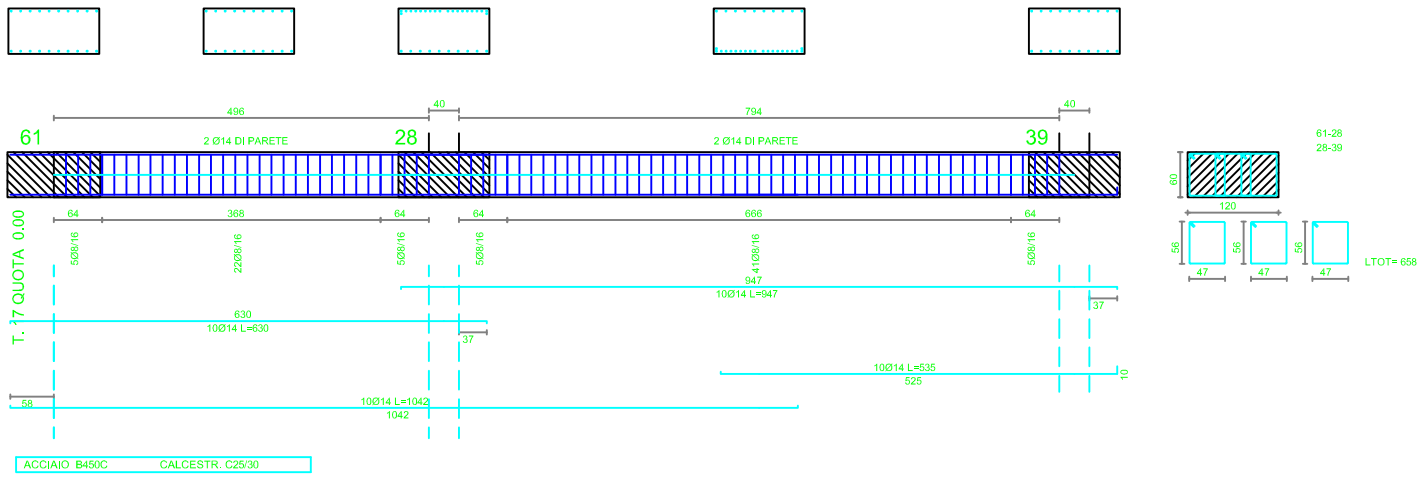 496
40
794
40
61
2 Ø14 DI PARETE
28
2 Ø14 DI PARETE
39
61-28
28-39
60
120
64
368
64
64
666
64
5Ø8/16
22Ø8/16
5Ø8/16
5Ø8/16
41Ø8/16
5Ø8/16
56
47
56
47
56
47
LTOT= 658
T. 17 QUOTA 0.00
947
10Ø14 L=947
37
630
10Ø14 L=630
37
10Ø14 L=535
525
10
58
10Ø14 L=1042
1042
ACCIAIO B450C CALCESTR. C25/30